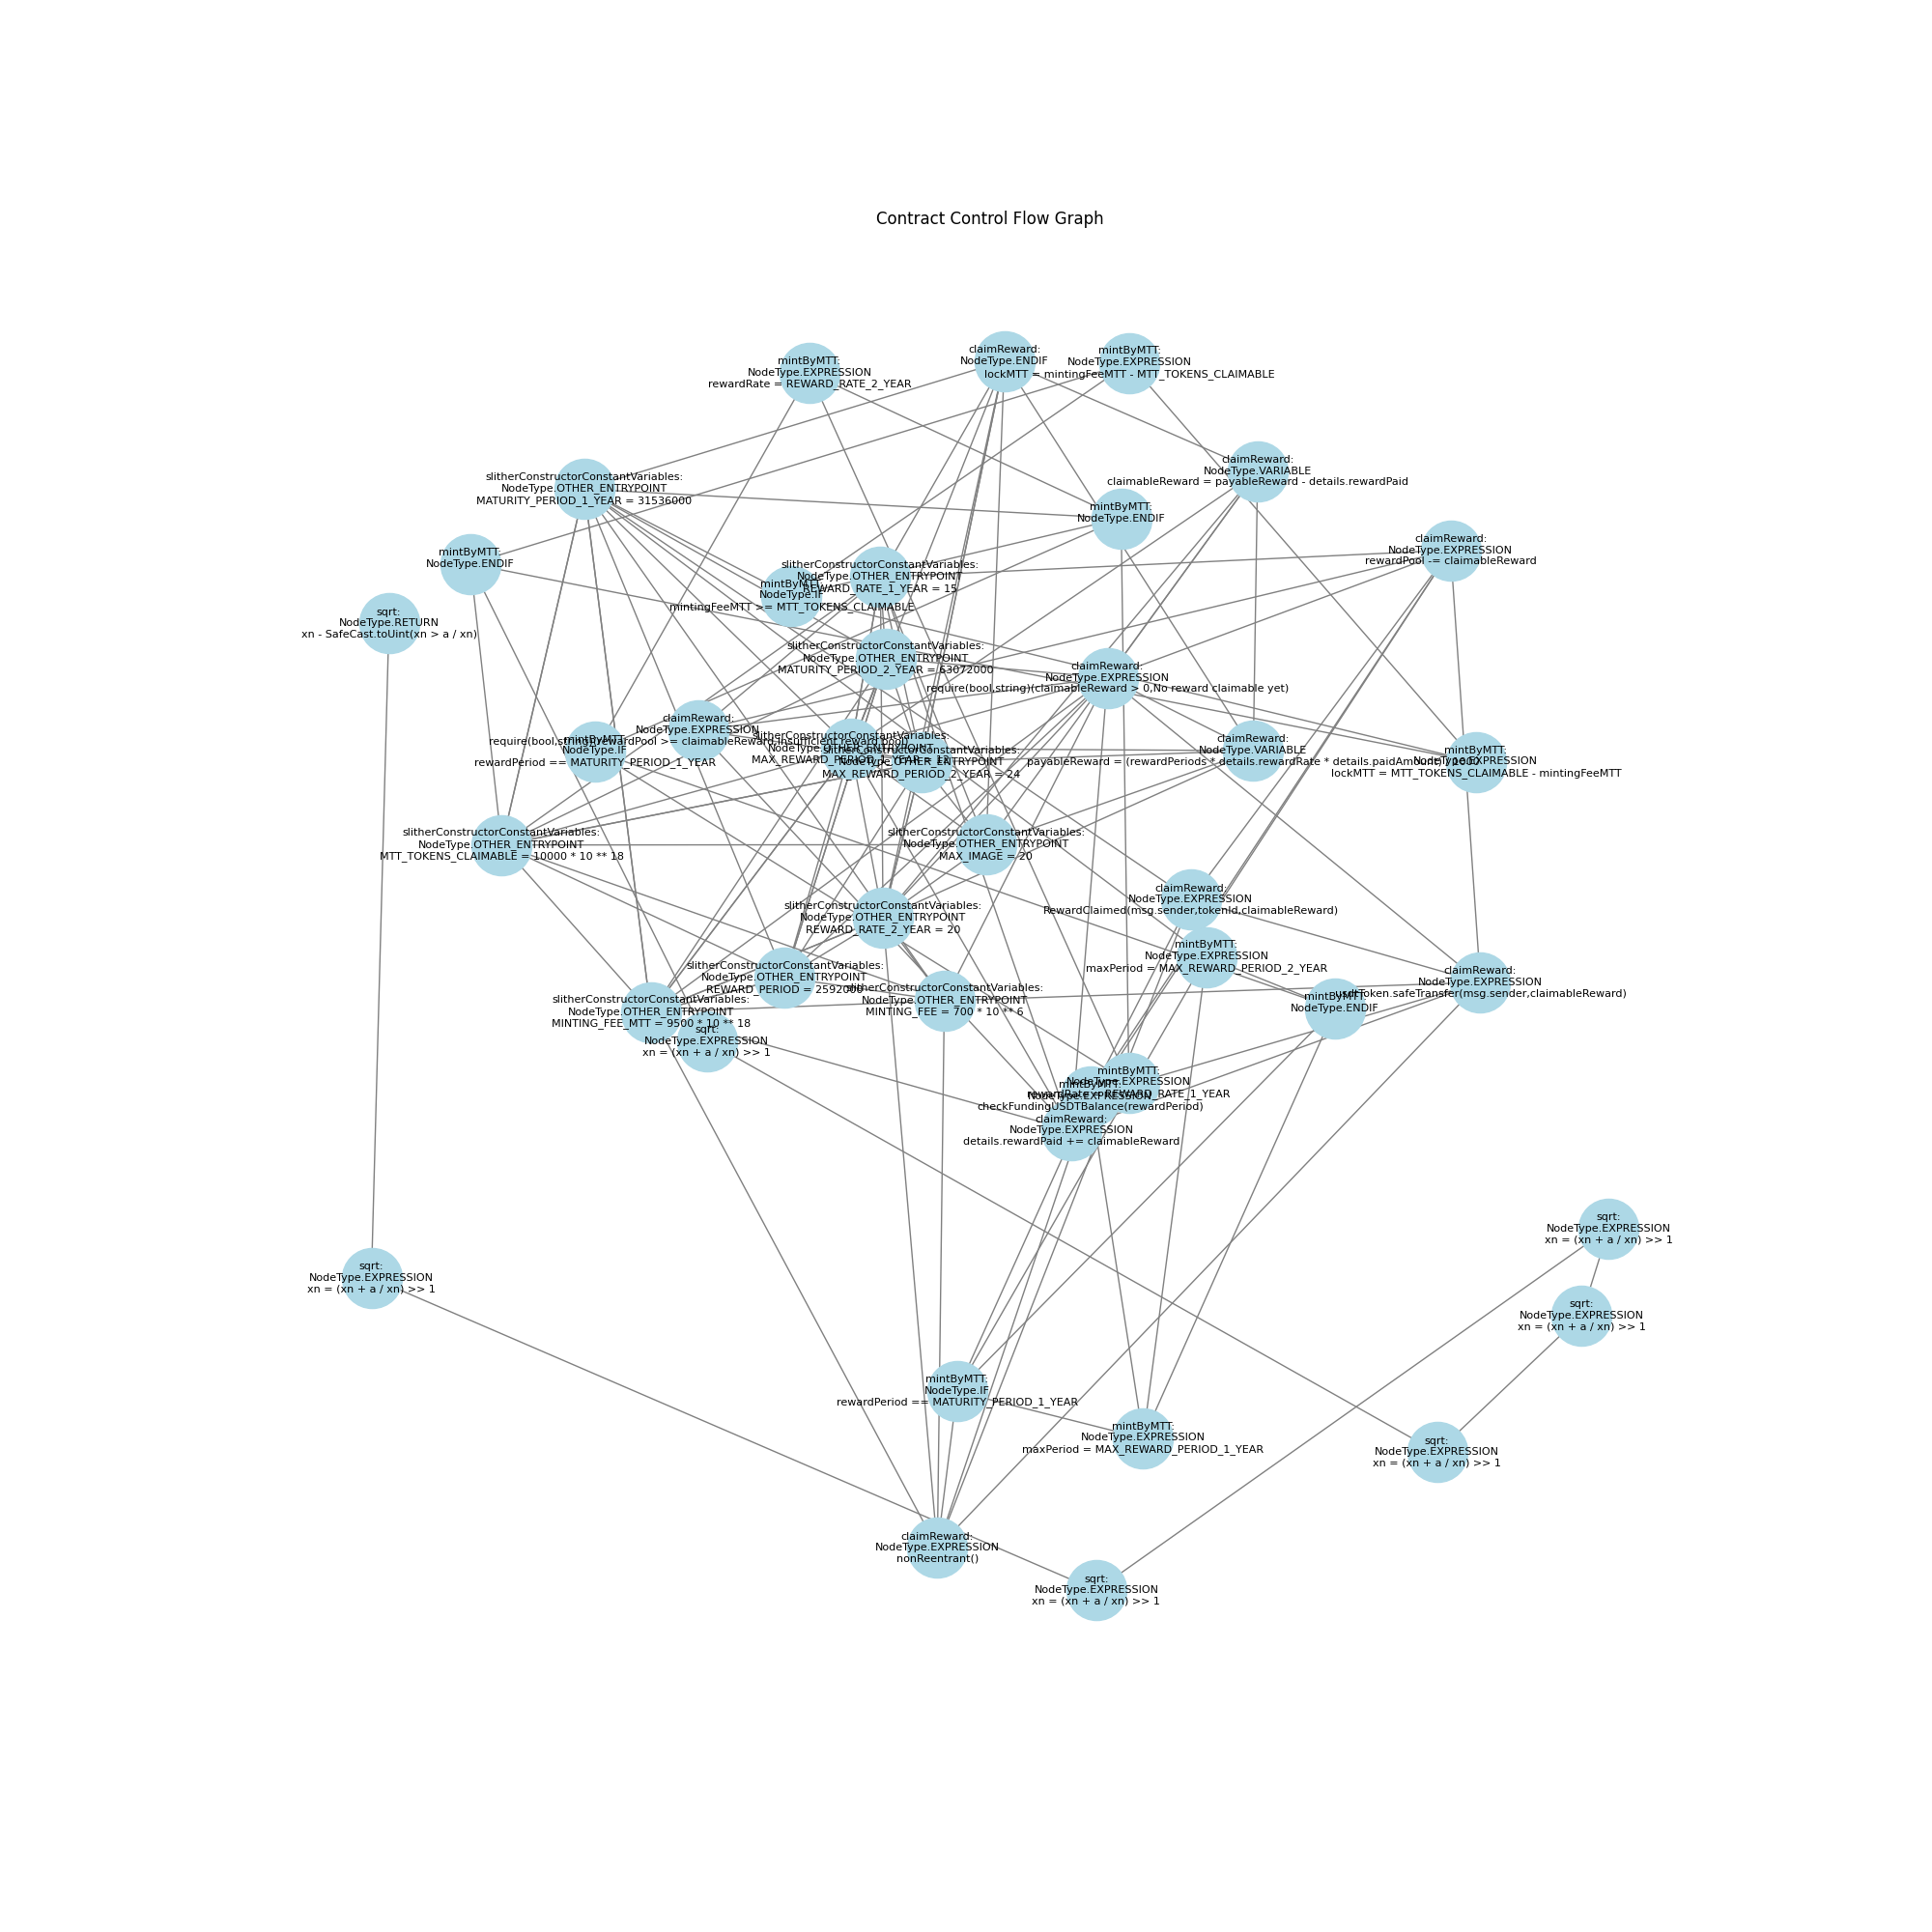 Contract Control Flow Graph
mintByMTT:
NodeType.EXPRESSION
rewardRate = REWARD_RATE_2_YEAR
claimReward:
NodeType.ENDIF
mintByMTT:
NodeType.EXPRESSION
lockMTT = mintingFeeMTT - MTT_TOKENS_CLAIMABLE
claimReward:
NodeType.VARIABLE
claimableReward = payableReward - details.rewardPaid
slitherConstructorConstantVariables:
NodeType.OTHER_ENTRYPOINT
MATURITY_PERIOD_1_YEAR = 31536000
mintByMTT:
NodeType.ENDIF
mintByMTT:
NodeType.ENDIF
claimReward:
NodeType.EXPRESSION
rewardPool -= claimableReward
slitherConstructorConstantVariables:
NodeType.OTHER_ENTRYPOINT
REWARD_RATE_1_YEAR = 15
mintByMTT:
NodeType.IF
mintingFeeMTT >= MTT_TOKENS_CLAIMABLE
sqrt:
NodeType.RETURN
xn - SafeCast.toUint(xn > a / xn)
slitherConstructorConstantVariables:
NodeType.OTHER_ENTRYPOINT
MATURITY_PERIOD_2_YEAR = 63072000
claimReward:
NodeType.EXPRESSION
require(bool,string)(claimableReward > 0,No reward claimable yet)
claimReward:
NodeType.EXPRESSION
require(bool,string)(rewardPool >= claimableReward,Insufficient reward pool)
mintByMTT:
NodeType.IF
rewardPeriod == MATURITY_PERIOD_1_YEAR
slitherConstructorConstantVariables:
NodeType.OTHER_ENTRYPOINT
MAX_REWARD_PERIOD_1_YEAR = 12
slitherConstructorConstantVariables:
NodeType.OTHER_ENTRYPOINT
MAX_REWARD_PERIOD_2_YEAR = 24
claimReward:
NodeType.VARIABLE
payableReward = (rewardPeriods * details.rewardRate * details.paidAmount) /
mintByMTT:
NodeType.EXPRESSION
lockMTT = MTT_TOKENS_CLAIMABLE - mintingFeeMTT
slitherConstructorConstantVariables:
NodeType.OTHER_ENTRYPOINT
MTT_TOKENS_CLAIMABLE = 10000 * 10 ** 18
slitherConstructorConstantVariables:
NodeType.OTHER_ENTRYPOINT
MAX_IMAGE = 20
claimReward:
NodeType.EXPRESSION
RewardClaimed(msg.sender,tokenId,claimableReward)
slitherConstructorConstantVariables:
NodeType.OTHER_ENTRYPOINT
REWARD_RATE_2_YEAR = 20
mintByMTT:
NodeType.EXPRESSION
maxPeriod = MAX_REWARD_PERIOD_2_YEAR
slitherConstructorConstantVariables:
NodeType.OTHER_ENTRYPOINT
REWARD_PERIOD = 2592000
claimReward:
NodeType.EXPRESSION
usdtToken.safeTransfer(msg.sender,claimableReward)
slitherConstructorConstantVariables:
NodeType.OTHER_ENTRYPOINT
MINTING_FEE = 700 * 10 ** 6
slitherConstructorConstantVariables:
NodeType.OTHER_ENTRYPOINT
MINTING_FEE_MTT = 9500 * 10 ** 18
mintByMTT:
NodeType.ENDIF
sqrt:
NodeType.EXPRESSION
xn = (xn + a / xn) >> 1
mintByMTT:
NodeType.EXPRESSION
rewardRate = REWARD_RATE_1_YEAR
mintByMTT:
NodeType.EXPRESSION
checkFundingUSDTBalance(rewardPeriod)
claimReward:
NodeType.EXPRESSION
details.rewardPaid += claimableReward
sqrt:
NodeType.EXPRESSION
xn = (xn + a / xn) >> 1
sqrt:
NodeType.EXPRESSION
xn = (xn + a / xn) >> 1
sqrt:
NodeType.EXPRESSION
xn = (xn + a / xn) >> 1
mintByMTT:
NodeType.IF
rewardPeriod == MATURITY_PERIOD_1_YEAR
mintByMTT:
NodeType.EXPRESSION
maxPeriod = MAX_REWARD_PERIOD_1_YEAR
sqrt:
NodeType.EXPRESSION
xn = (xn + a / xn) >> 1
claimReward:
NodeType.EXPRESSION
nonReentrant()
sqrt:
NodeType.EXPRESSION
xn = (xn + a / xn) >> 1